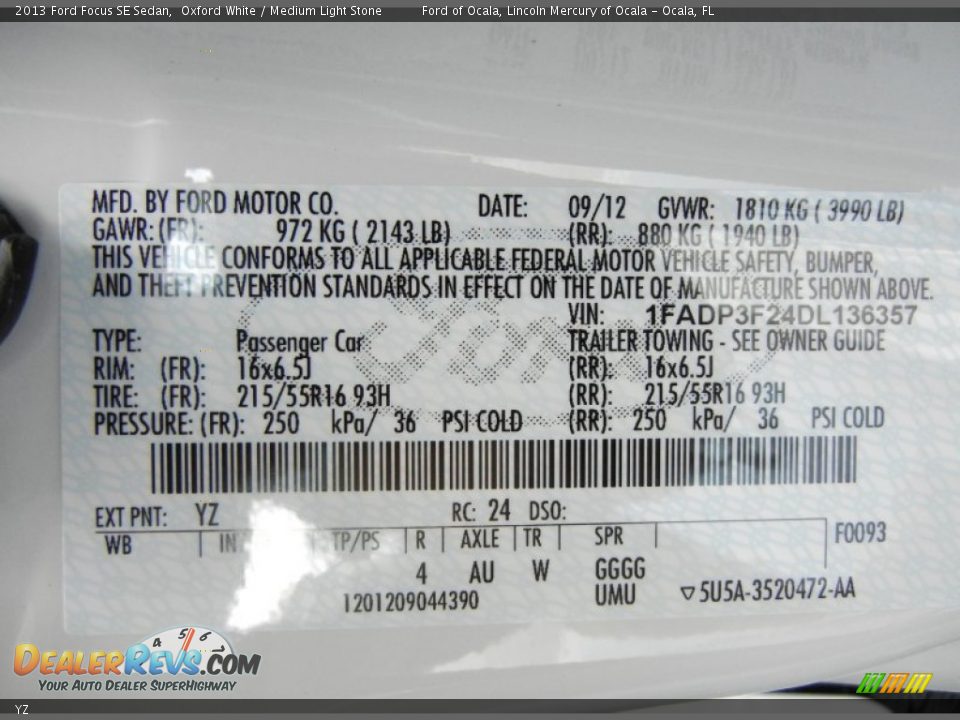 2013 Ford Focus SE Sedan, Oxford White / Medium Light Stone Ford of Ocala, Lincoln Mercury of Ocala - Ocala, FL
MFD. BY FORD MOTOR CO. DATE: 09/12 GVWR: 1810 KG ( 3990 LB)
GAWR: (FR): 972 KG ( 2143 LB) (RR): 880 KG ( 1940 LB)
THIS VEHICLE CONFORMS TO ALL APPLICABLE FEDERAL MOTOR VEHICLE SAFETY, BUMPER,
AND THEFT PREVENTION STANDARDS IN EFFECT ON THE DATE OF MANUFACTURE SHOWN ABOVE.
VIN: 1FADP3F24DL136357
TYPE: Passenger Car TRAILER TOWING - SEE OWNER GUIDE
RIM: (FR): 16x6.5J (RR): 16x6.5J
TIRE: (FR): 215/55R16 93H (RR): 215/55R16 93H
PRESSURE: (FR): 250 kPa/ 36 PSI COLD (RR): 250 kPa/ 36 PSI COLD
Ford
EXT PNT: YZ RC: 24 DSO:
WB IN TP/PS R AXLE TR SPR F0093
4 AU W GGGG
UMU ▽5U5A-3520472-AA
1201209044390
4 5 6
DEALERREVS.COM
YOUR AUTO DEALER SUPERHIGHWAY
YZ